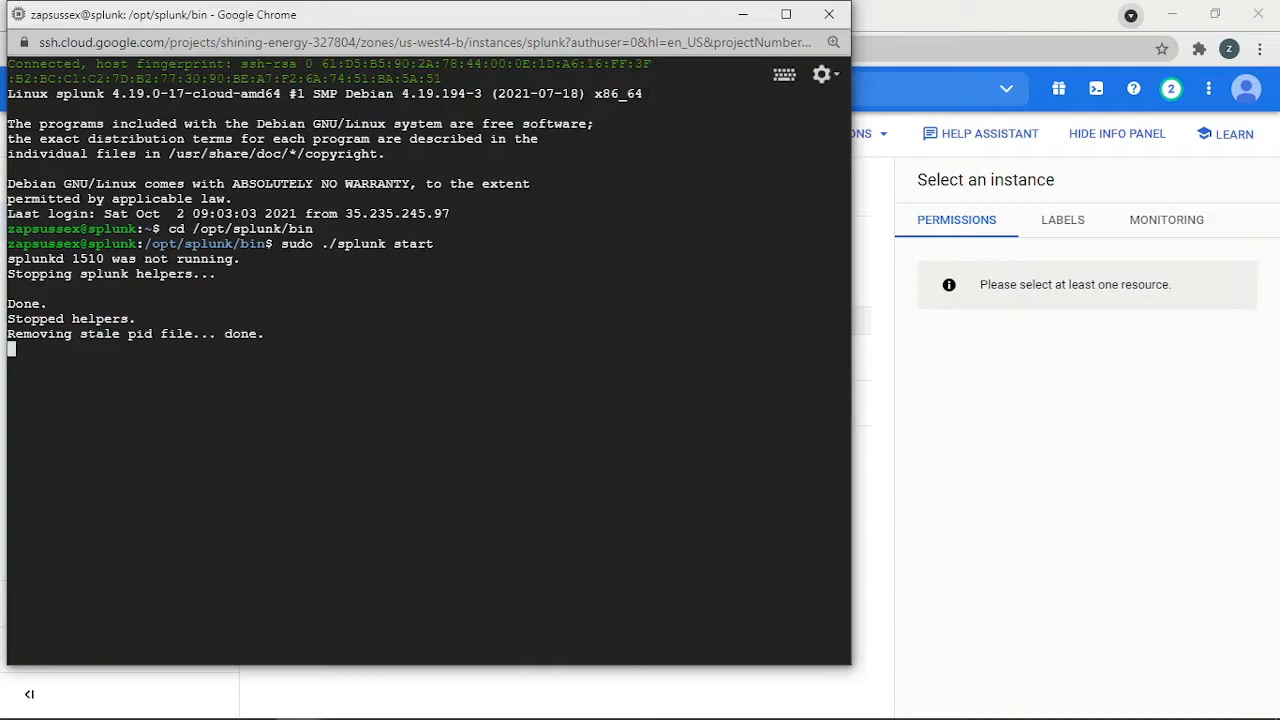 zapsussex@splunk: /opt/splunk/bin - Google Chrome
ssh.cloud.google.com/projects/shining-energy-327804/zones/us-west4-b/instances/splunk?authuser=0&hl=en_US&projectNumber...
Connected, host fingerprint: ssh-rsa 0 61:D5:B5:90:2A:78:44:00:0E:1D:A6:16:FF:3F
:B2:BC:C1:C2:7D:B2:77:30:90:BE:A7:F2:6A:74:51:BA:5A:51
Linux splunk 4.19.0-17-cloud-amd64 #1 SMP Debian 4.19.194-3 (2021-07-18) x86_64
The programs included with the Debian GNU/Linux system are free software;
the exact distribution terms for each program are described in the
individual files in /usr/share/doc/*/copyright.
Debian GNU/Linux comes with ABSOLUTELY NO WARRANTY, to the extent
permitted by applicable law.
Last login: Sat Oct  2 09:03:03 2021 from 35.235.245.97
zapsussex@splunk:~$ cd /opt/splunk/bin
zapsussex@splunk:/opt/splunk/bin$ sudo ./splunk start
splunkd 1510 was not running.
Stopping splunk helpers...
Done.
Stopped helpers.
Removing stale pid file... done.
Z
2
ONS
HELP ASSISTANT
HIDE INFO PANEL
LEARN
Select an instance
PERMISSIONS
LABELS
MONITORING
Please select at least one resource.